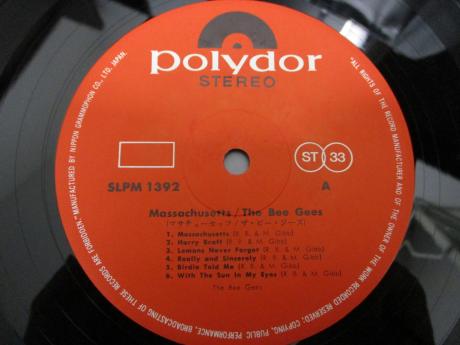 polydor
STEREO
SLPM 1392
ST 33
A
Massachusetts / The Bee Gees
(マサチューセッツ/ザ・ビー・ジーズ)
1. Massachusetts (R. B. & M. Gibb)
2. Harry Braff (R. B. & M. Gibb)
3. Lemons Never Forget (R. B. & M. Gibb)
4. Really and Sincerely (R. B. & M. Gibb)
5. Birdie Told Me (R. B. & M. Gibb)
6. With The Sun In My Eyes (R. B. & M. Gibb)
The Bee Gees
"ALL RIGHTS OF THE RECORD MANUFACTURER AND OF THE OWNER OF THE WORK RECORDED RESERVED; COPYING, PUBLIC PERFORMANCE, BROADCASTING OF THESE RECORDS ARE FORBIDDEN." MANUFACTURED BY NIPPON GRAMMOPHON CO., LTD. JAPAN.